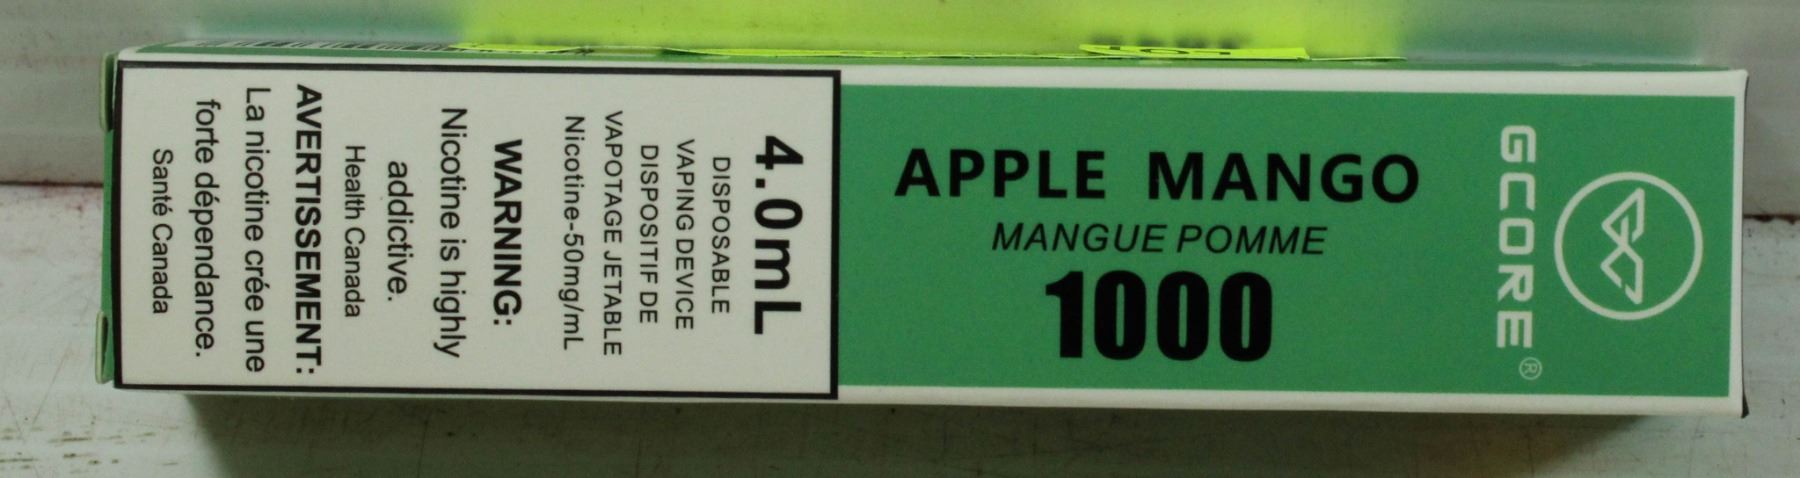 GCORE®
APPLE MANGO
MANGUE POMME
1000
4.0mL
DISPOSABLE
VAPING DEVICE
DISPOSITIF DE
VAPOTAGE JETABLE
Nicotine-50mg/mL
WARNING:
Nicotine is highly
addictive.
Health Canada
AVERTISSEMENT:
La nicotine crée une
forte dépendance.
Santé Canada